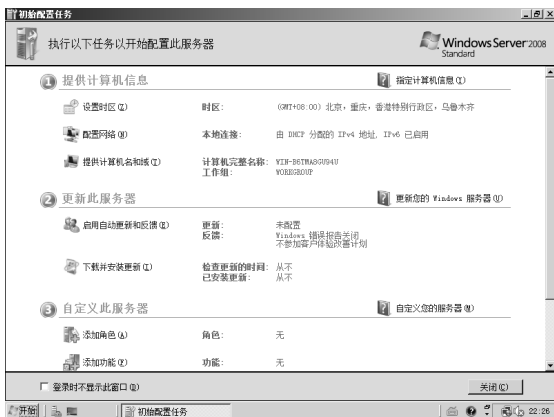 初始配置任务
执行以下任务以开始配置此服务器
Windows Server 2008
Standard
1 提供计算机信息
指定计算机信息(I)
设置时区(Z)
时区: (GMT+08:00) 北京，重庆，香港特别行政区，乌鲁木齐
配置网络(N)
本地连接: 由 DHCP 分配的 IPv4 地址, IPv6 已启用
提供计算机名和域(D)
计算机完整名称:
工作组: WORKGROUP
2 更新此服务器
更新您的 Windows 服务器(U)
启用自动更新和反馈(E)
更新: 未配置
反馈: Windows 错误报告关闭
不参加客户体验改善计划
下载并安装更新(I)
检查更新的时间: 从不
已安装更新: 从不
3 自定义此服务器
自定义您的服务器(M)
添加角色(A)
角色: 无
添加功能(F)
功能: 无
登录时不显示此窗口(D)
关闭(C)
开始
初始配置任务
22:26